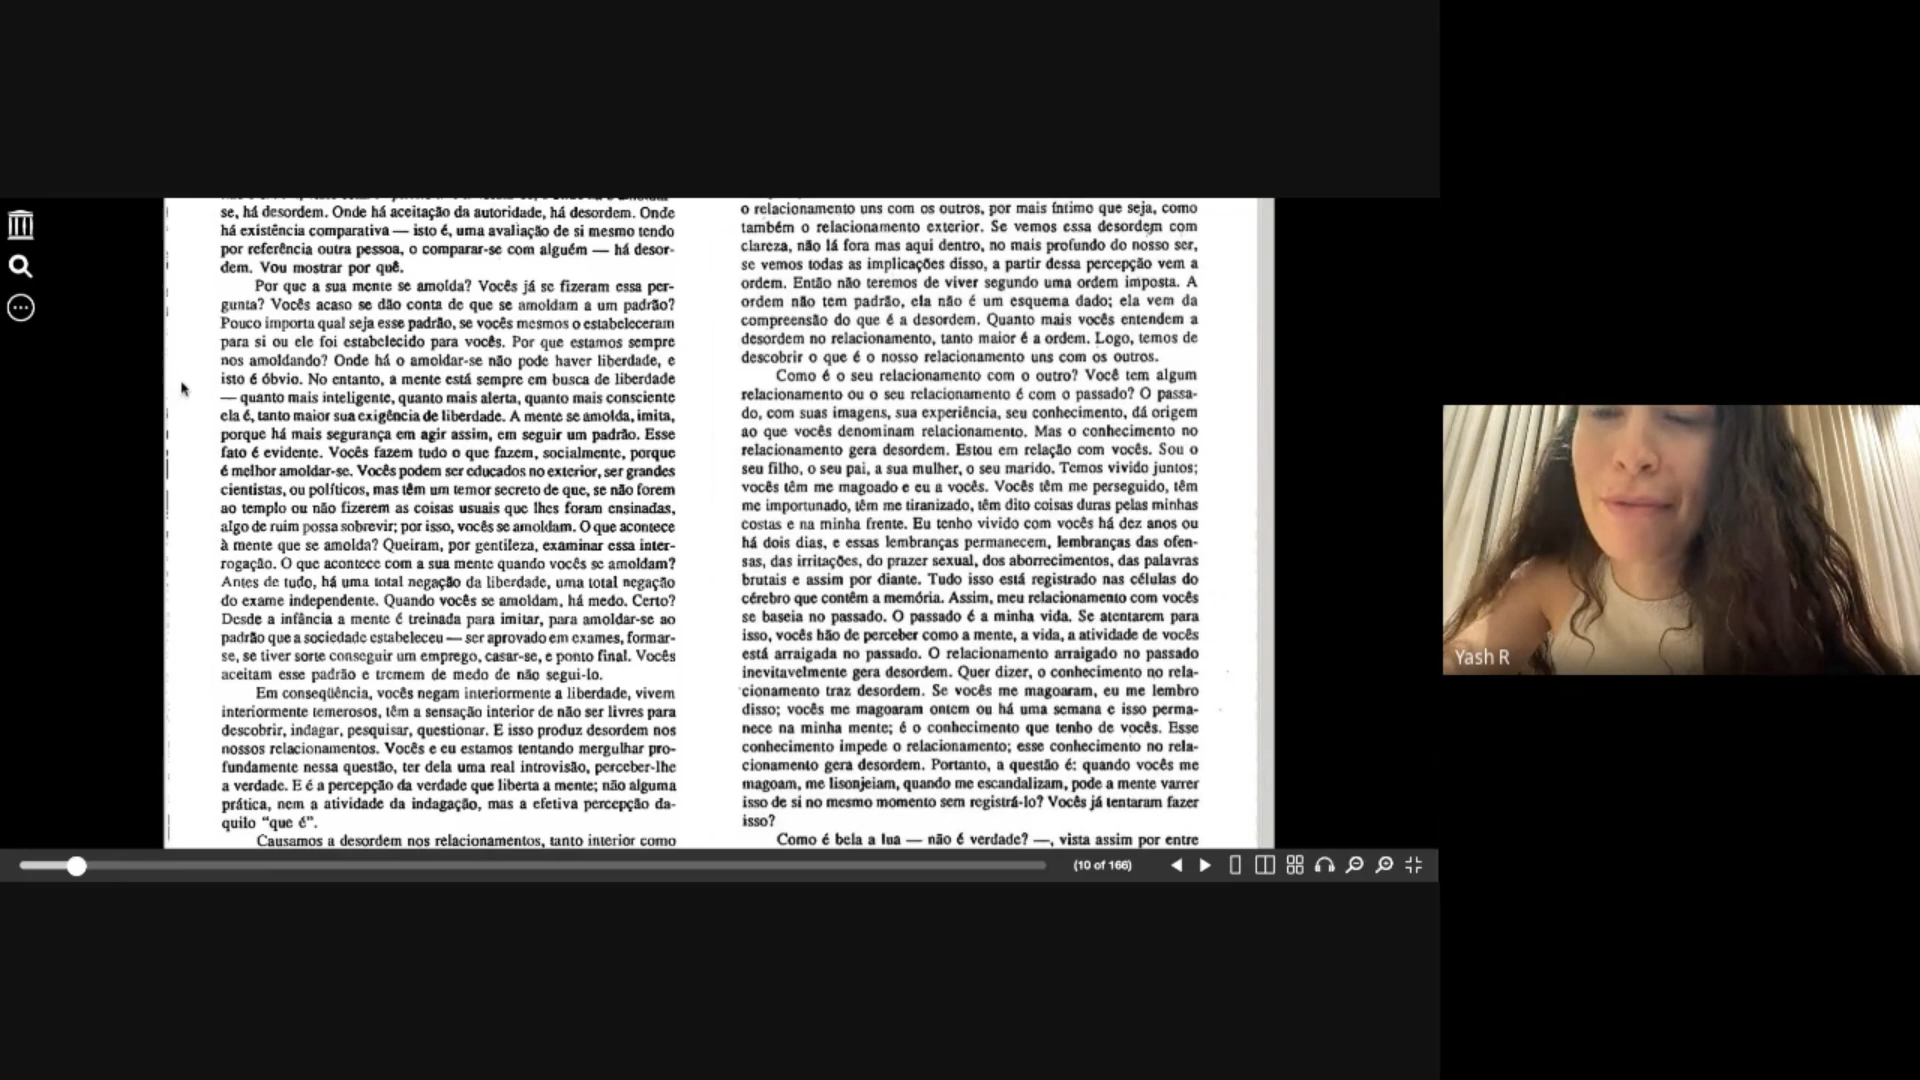 se, há desordem. Onde há aceitação da autoridade, há desordem. Onde
há existência comparativa — isto é, uma avaliação de si mesmo tendo
por referência outra pessoa, o comparar-se com alguém — há desor-
dem. Vou mostrar por quê.
Por que a sua mente se amolda? Vocês já se fizeram essa per-
gunta? Vocês acaso se dão conta de que se amoldam a um padrão?
Pouco importa qual seja esse padrão, se vocês mesmos o estabeleceram
para si ou ele foi estabelecido para vocês. Por que estamos sempre
nos amoldando? Onde há o amoldar-se não pode haver liberdade, e
isto é óbvio. No entanto, a mente está sempre em busca de liberdade
— quanto mais inteligente, quanto mais alerta, quanto mais consciente
ela é, tanto maior sua exigência de liberdade. A mente se amolda, imita,
porque há mais segurança em agir assim, em seguir um padrão. Esse
fato é evidente. Vocês fazem tudo o que fazem, socialmente, porque
é melhor amoldar-se. Vocês podem ser educados no exterior, ser grandes
cientistas, ou políticos, mas têm um temor secreto de que, se não forem
ao templo ou não fizerem as coisas usuais que lhes foram ensinadas,
algo de ruim possa sobrevir; por isso, vocês se amoldam. O que acontece
à mente que se amolda? Queiram, por gentileza, examinar essa inter-
rogação. O que acontece com a sua mente quando vocês se amoldam?
Antes de tudo, há uma total negação da liberdade, uma total negação
do exame independente. Quando vocês se amoldam, há medo. Certo?
Desde a infância a mente é treinada para imitar, para amoldar-se ao
padrão que a sociedade estabeleceu — ser aprovado em exames, formar-
se, se tiver sorte conseguir um emprego, casar-se, e ponto final. Vocês
aceitam esse padrão e tremem de medo de não segui-lo.
Em conseqüência, vocês negam interiormente a liberdade, vivem
interiormente temerosos, têm a sensação interior de não ser livres para
descobrir, indagar, pesquisar, questionar. E isso produz desordem nos
nossos relacionamentos. Vocês e eu estamos tentando mergulhar pro-
fundamente nessa questão, ter dela uma real introvisão, perceber-lhe
a verdade. E é a percepção da verdade que liberta a mente; não alguma
prática, nem a atividade da indagação, mas a efetiva percepção da-
quilo “que é”.
Causamos a desordem nos relacionamentos, tanto interior como
o relacionamento uns com os outros, por mais íntimo que seja, como
também o relacionamento exterior. Se vemos essa desordem com
clareza, não lá fora mas aqui dentro, no mais profundo do nosso ser,
se vemos todas as implicações disso, a partir dessa percepção vem a
ordem. Então não teremos de viver segundo uma ordem imposta. A
ordem não tem padrão, ela não é um esquema dado; ela vem da
compreensão do que é a desordem. Quanto mais vocês entendem a
desordem no relacionamento, tanto maior é a ordem. Logo, temos de
descobrir o que é o nosso relacionamento uns com os outros.
Como é o seu relacionamento com o outro? Você tem algum
relacionamento ou o seu relacionamento é com o passado? O passa-
do, com suas imagens, sua experiência, seu conhecimento, dá origem
ao que vocês denominam relacionamento. Mas o conhecimento no
relacionamento gera desordem. Estou em relação com vocês. Sou o
seu filho, o seu pai, a sua mulher, o seu marido. Temos vivido juntos;
vocês têm me magoado e eu a vocês. Vocês têm me perseguido, têm
me importunado, têm me tiranizado, têm dito coisas duras pelas minhas
costas e na minha frente. Eu tenho vivido com vocês há dez anos ou
há dois dias, e essas lembranças permanecem, lembranças das ofen-
sas, das irritações, do prazer sexual, dos aborrecimentos, das palavras
brutais e assim por diante. Tudo isso está registrado nas células do
cérebro que contêm a memória. Assim, meu relacionamento com vocês
se baseia no passado. O passado é a minha vida. Se atentarem para
isso, vocês hão de perceber como a mente, a vida, a atividade de vocês
está arraigada no passado. O relacionamento arraigado no passado
inevitavelmente gera desordem. Quer dizer, o conhecimento no rela-
cionamento traz desordem. Se vocês me magoaram, eu me lembro
disso; vocês me magoaram ontem ou há uma semana e isso perma-
nece na minha mente; é o conhecimento que tenho de vocês. Esse
conhecimento impede o relacionamento; esse conhecimento no rela-
cionamento gera desordem. Portanto, a questão é: quando vocês me
magoam, me lisonjeiam, quando me escandalizam, pode a mente varrer
isso de si no mesmo momento sem registrá-lo? Vocês já tentaram fazer
isso?
Como é bela a lua — não é verdade? —, vista assim por entre
(10 of 166)
Yash R